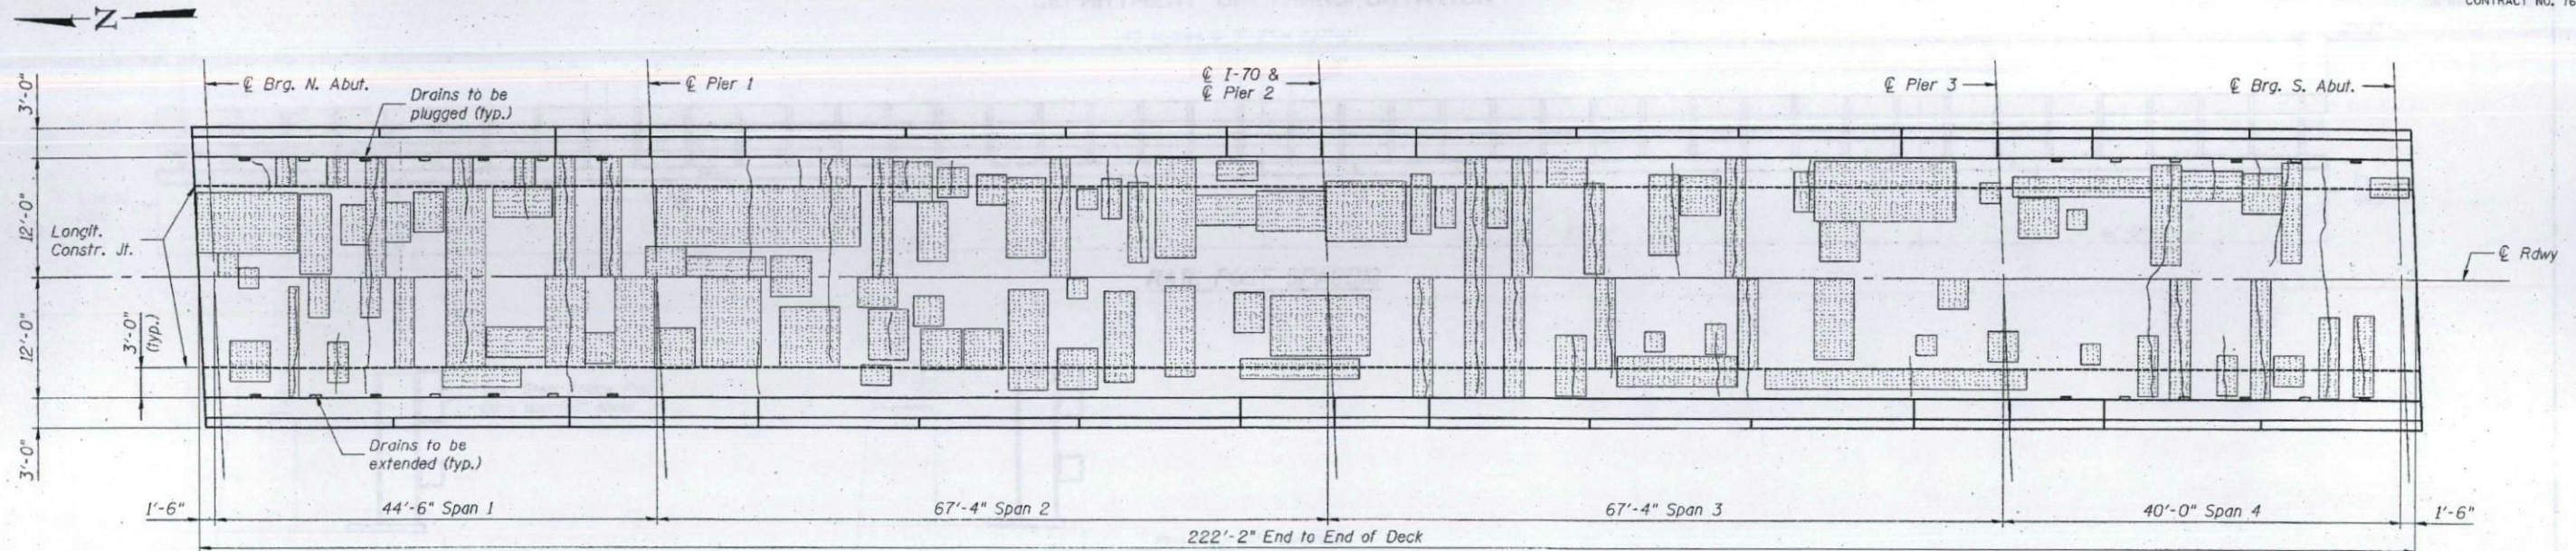 CONTRACT NO. 76
N
3'-0"
12'-0"
12'-0"
3'-0"
3'-0"
(typ.)
℄ Brg. N. Abut.
Drains to be
plugged (typ.)
℄ Pier 1
℄ I-70 &
℄ Pier 2
℄ Pier 3
℄ Brg. S. Abut.
Longit.
Constr. Jt.
℄ Rdwy
Drains to be
extended (typ.)
1'-6"
44'-6" Span 1
67'-4" Span 2
67'-4" Span 3
40'-0" Span 4
1'-6"
222'-2" End to End of Deck